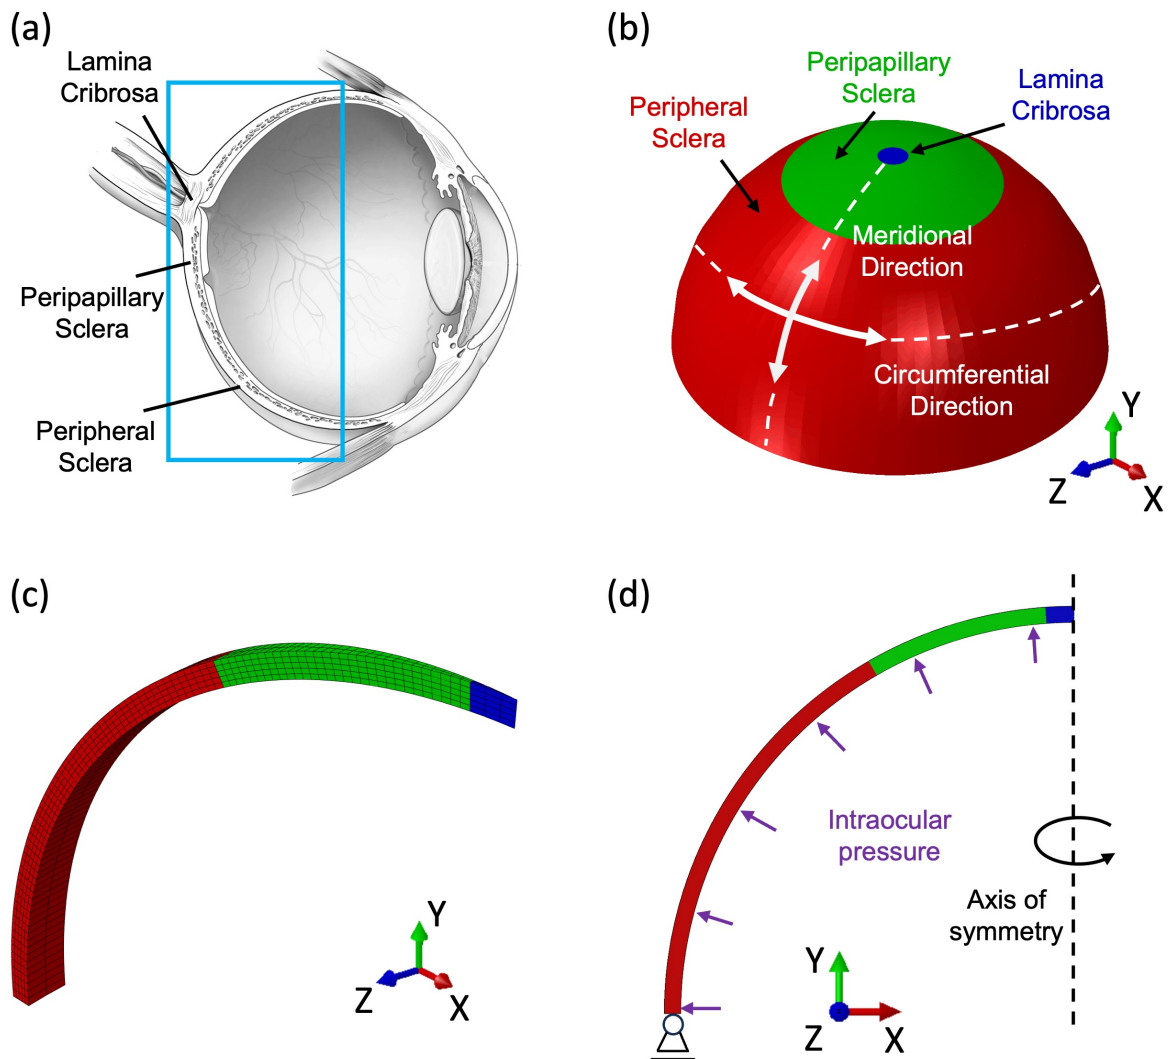 (a)
Lamina
Cribrosa
Peripapillary
Sclera
Peripheral
Sclera
(b)
Peripapillary
Sclera
Lamina
Cribrosa
Peripheral
Sclera
Meridional
Direction
Circumferential
Direction
Y
Z
X
(c)
Y
Z
X
(d)
Intraocular
pressure
Axis of
symmetry
Y
Z
X